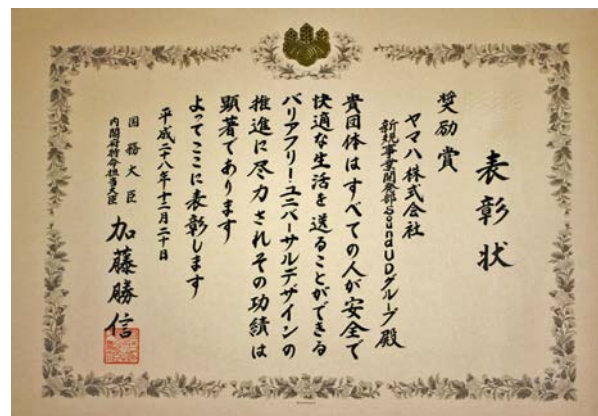 表彰状
奨励賞
ヤマハ株式会社
新規事業開発部SoundUDグループ殿
貴団体はすべての人が安全で
快適な生活を送ることができる
バリアフリー・ユニバーサルデザインの
推進に尽力されその功績は
顕著であります
よってここに表彰します
平成二十八年十二月二十日
国務大臣
内閣府特命担当大臣
加藤勝信